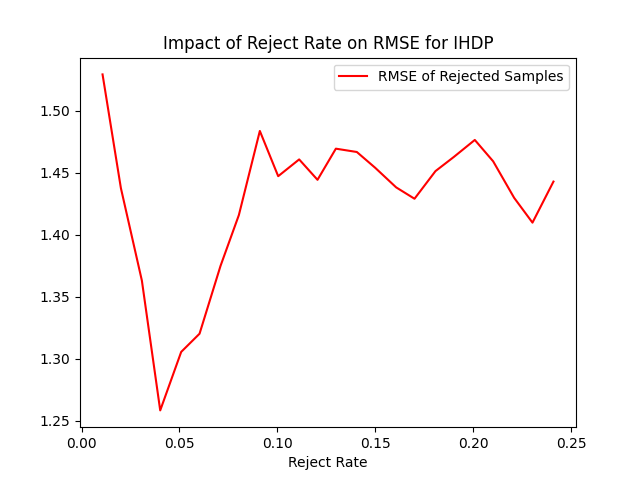 Impact of Reject Rate on RMSE for IHDP
RMSE of Rejected Samples
1.50
1.45
1.40
1.35
1.30
1.25
0.00 0.05 0.10 0.15 0.20 0.25
Reject Rate